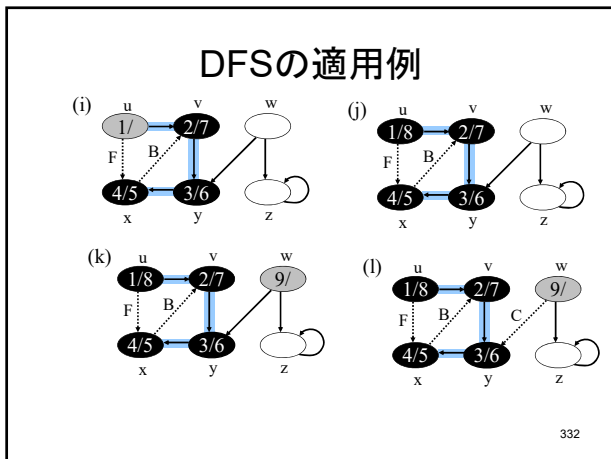 DFSの適用例
(i) u v w
1/ 2/7
F B
4/5 3/6
x y z
(j) u v w
1/8 2/7
F B
4/5 3/6
x y z
(k) u v w
1/8 2/7 9/
F B
4/5 3/6
x y z
(l) u v w
1/8 2/7 9/
F B C
4/5 3/6
x y z
332